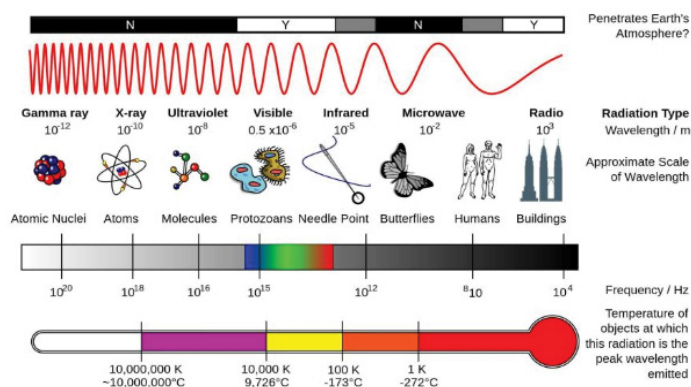 N Y N Y
Penetrates Earth's
Atmosphere?
Gamma ray X-ray Ultraviolet Visible Infrared Microwave Radio
Radiation Type
10-12 10-10 10-8 0.5 x10-6 10-5 10-2 103
Wavelength / m
Approximate Scale
of Wavelength
Atomic Nuclei Atoms Molecules Protozoans Needle Point Butterflies Humans Buildings
1020 1018 1016 1015 1012 810 104
Frequency / Hz
Temperature of
objects at which
this radiation is the
peak wavelength
emitted
10,000,000 K 10,000 K 100 K 1 K
~10.000.000°C 9.726°C -173°C -272°C